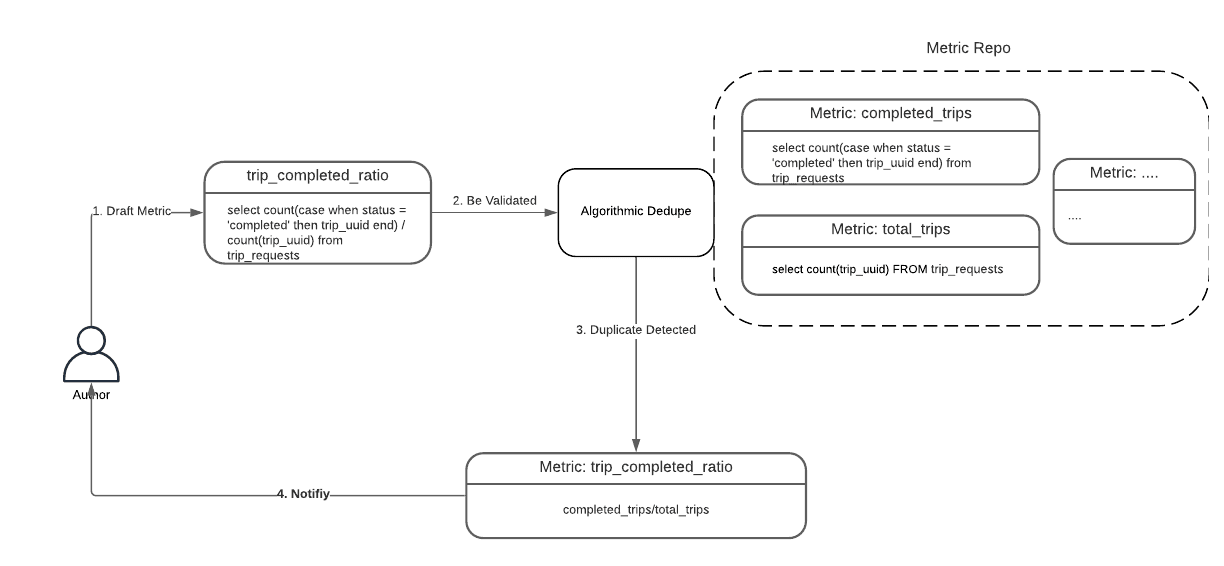 Metric Repo
Metric: completed_trips
select count(case when status =
'completed' then trip_uuid end) from
trip_requests
Metric: ....
....
trip_completed_ratio
select count(case when status =
'completed' then trip_uuid end) /
count(trip_uuid) from
trip_requests
1. Draft Metric
2. Be Validated
Algorithmic Dedupe
Metric: total_trips
select count(trip_uuid) FROM trip_requests
3. Duplicate Detected
Author
Metric: trip_completed_ratio
completed_trips/total_trips
4. Notifiy